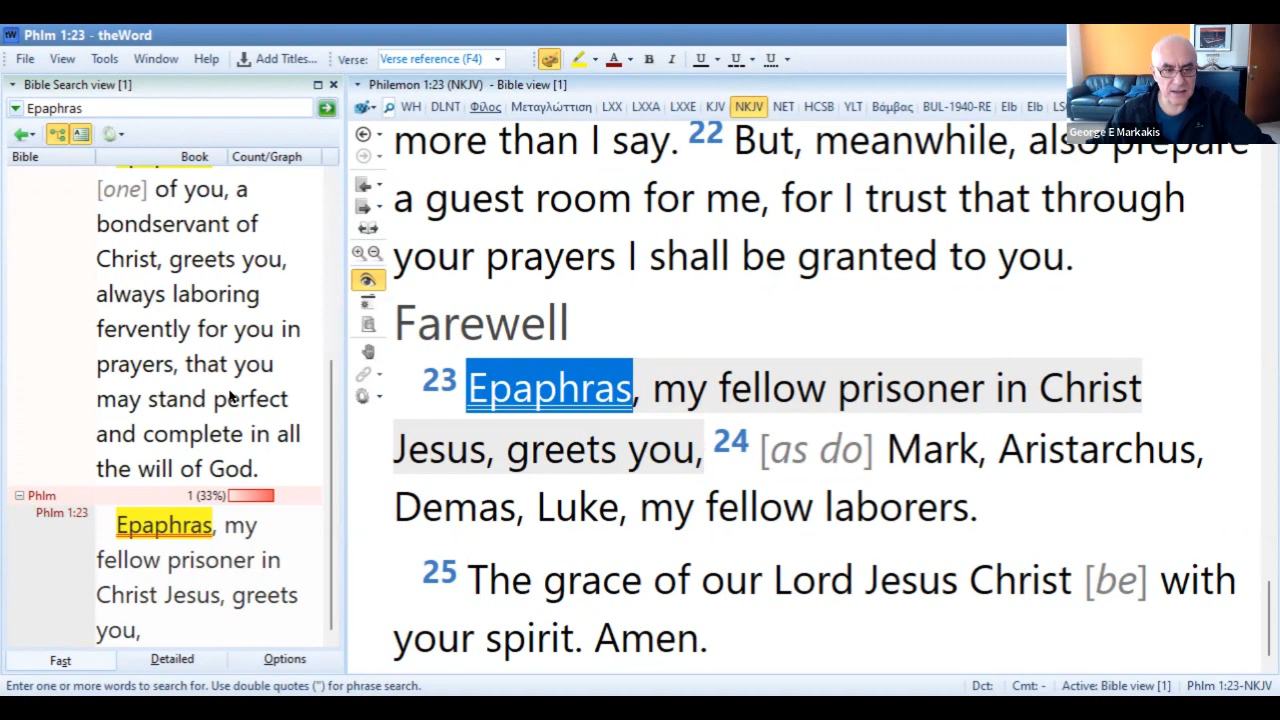 Phlm 1:23 - theWord
File View Tools Window Help Add Titles... Verse: Verse reference (F4) A B I U U U
Bible Search view [1]
Epaphras
Bible Book Count/Graph
[one] of you, a
bondservant of
Christ, greets you,
always laboring
fervently for you in
prayers, that you
may stand perfect
and complete in all
the will of God.
Phlm 1 (33%)
Phlm 1:23 Epaphras, my
fellow prisoner in
Christ Jesus, greets
you,
Fast Detailed Options
Philemon 1:23 (NKJV) - Bible view [1]
WH DLNT Φίλος Μεταγλώττιση LXX LXXA LXXE KJV NKJV NET HCSB YLT Βάμβας BUL-1940-RE Elb Elb
more than I say. 22 But, meanwhile, also prepare
a guest room for me, for I trust that through
your prayers I shall be granted to you.
Farewell
23 Epaphras, my fellow prisoner in Christ
Jesus, greets you, 24 [as do] Mark, Aristarchus,
Demas, Luke, my fellow laborers.
25 The grace of our Lord Jesus Christ [be] with
your spirit. Amen.
George E Markakis
Enter one or more words to search for. Use double quotes (") for phrase search. Dct: Cmt: - Active: Bible view [1] Phlm 1:23-NKJV